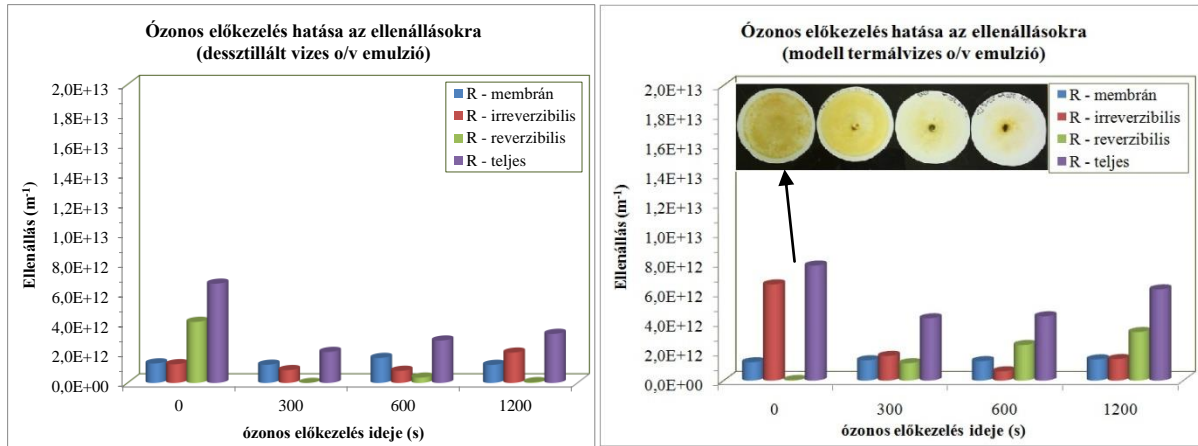 Ózonos előkezelés hatása az ellenállásokra
(dessztillált vizes o/v emulzió)
R - membrán
R - irreverzibilis
R - reverzibilis
R - teljes
Ellenállás (m⁻¹)
2,0E+13
1,8E+13
1,6E+13
1,4E+13
1,2E+13
1,0E+13
8,0E+12
6,0E+12
4,0E+12
2,0E+12
0,0E+00
0
300
600
1200
ózonos előkezelés ideje (s)
Ózonos előkezelés hatása az ellenállásokra
(modell termálvizes o/v emulzió)
R - membrán
R - irreverzibilis
R - reverzibilis
R - teljes
Ellenállás (m⁻¹)
2,0E+13
1,8E+13
1,6E+13
1,4E+13
1,2E+13
1,0E+13
8,0E+12
6,0E+12
4,0E+12
2,0E+12
0,0E+00
0
300
600
1200
ózonos előkezelés ideje (s)